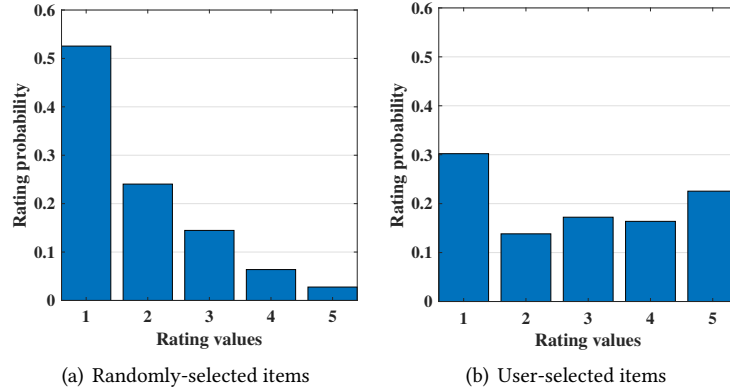 0.6
0.5
0.4
0.3
0.2
0.1
0
Rating probability
1 2 3 4 5
Rating values
(a) Randomly-selected items
0.6
0.5
0.4
0.3
0.2
0.1
0
Rating probability
1 2 3 4 5
Rating values
(b) User-selected items